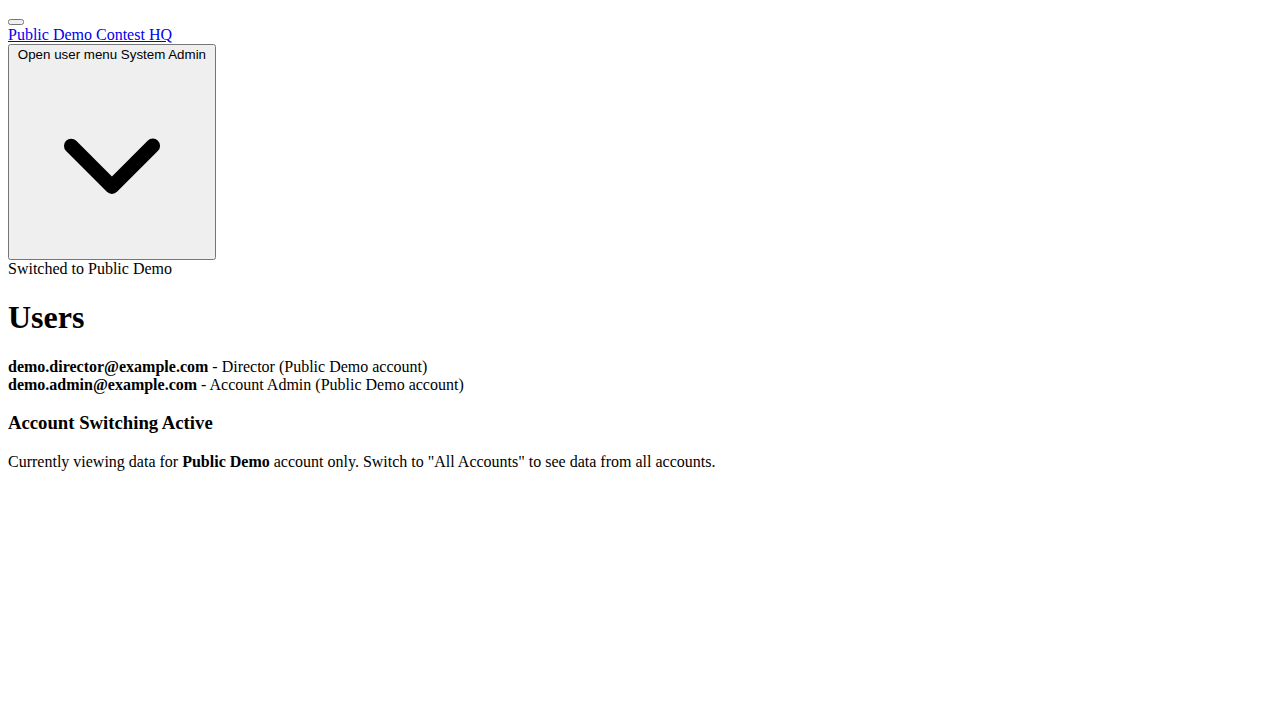 Public Demo Contest HQ
Open user menu System Admin
Switched to Public Demo
Users
demo.director@example.com - Director (Public Demo account)
demo.admin@example.com - Account Admin (Public Demo account)
Account Switching Active
Currently viewing data for Public Demo account only. Switch to "All Accounts" to see data from all accounts.